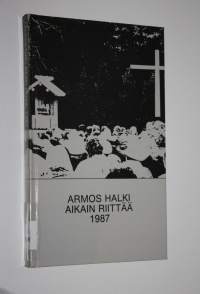 ARMOS HALKI
AIKAIN RIITTÄÄ
1987